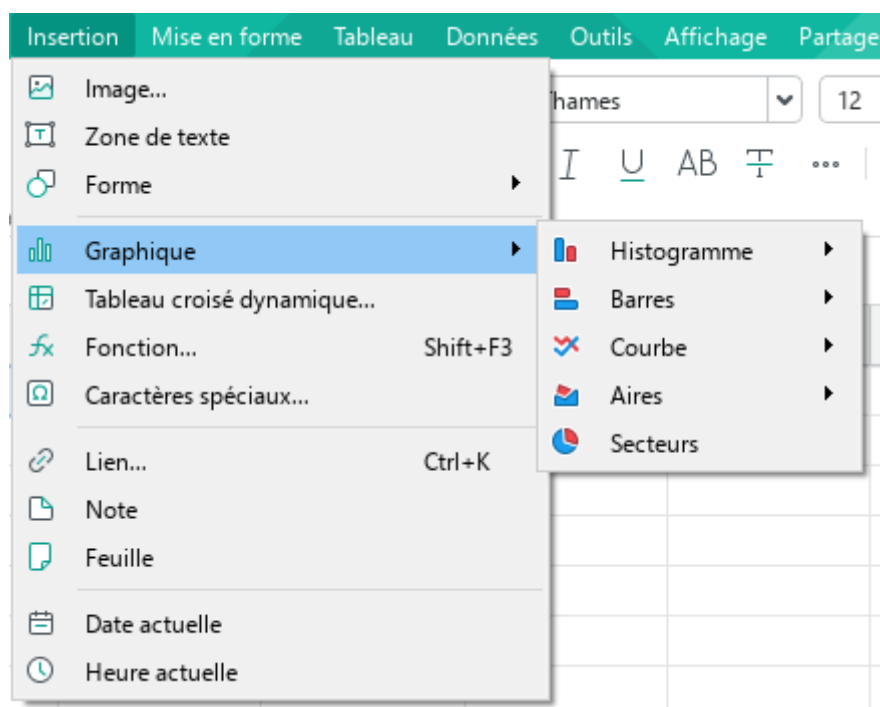 Insertion Mise en forme Tableau Données Outils Affichage Partage
Image...
Zone de texte
Forme
Graphique
Tableau croisé dynamique...
Fonction... Shift+F3
Caractères spéciaux...
Lien... Ctrl+K
Note
Feuille
Date actuelle
Heure actuelle
hames 12
I U AB T
Histogramme
Barres
Courbe
Aires
Secteurs